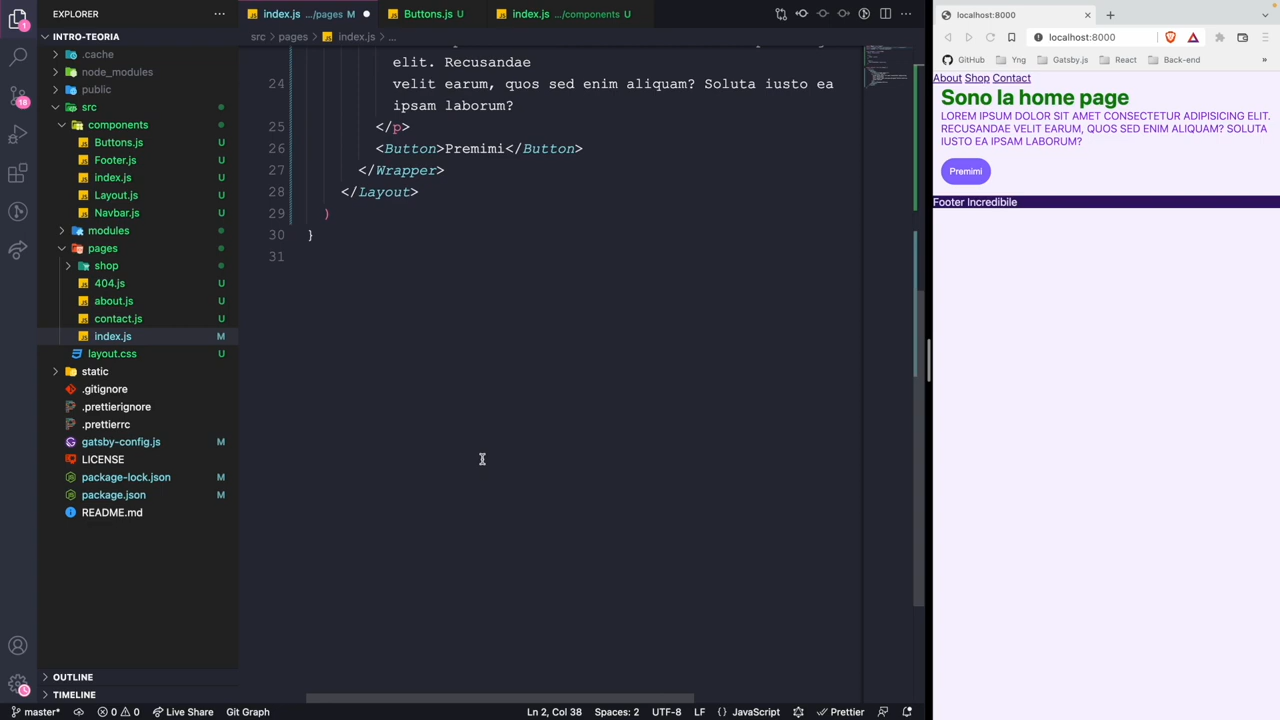 EXPLORER
INTRO-TEORIA
.cache
node_modules
public
src
components
Buttons.js U
Footer.js U
index.js U
Layout.js U
Navbar.js U
modules
pages
shop
404.js U
about.js U
contact.js U
index.js M
layout.css U
static
.gitignore
.prettierignore
.prettierrc
gatsby-config.js M
LICENSE
package-lock.json M
package.json M
README.md
OUTLINE
TIMELINE
1
18
index.js .../pages M
Buttons.js U
index.js .../components U
src > pages > index.js > ...
elit. Recusandae
24 velit earum, quos sed enim aliquam? Soluta iusto ea
ipsam laborum?
25 </p>
26 <Button>Premimi</Button>
27 </Wrapper>
28 </Layout>
29 )
30 }
31
localhost:8000
localhost:8000
GitHub Yng Gatsby.js React Back-end »
About Shop Contact
Sono la home page
LOREM IPSUM DOLOR SIT AMET CONSECTETUR ADIPISICING ELIT.
RECUSANDAE VELIT EARUM, QUOS SED ENIM ALIQUAM? SOLUTA
IUSTO EA IPSAM LABORUM?
Premimi
Footer Incredibile
master* 0 0 Live Share Git Graph Ln 2, Col 38 Spaces: 2 UTF-8 LF {} JavaScript Prettier